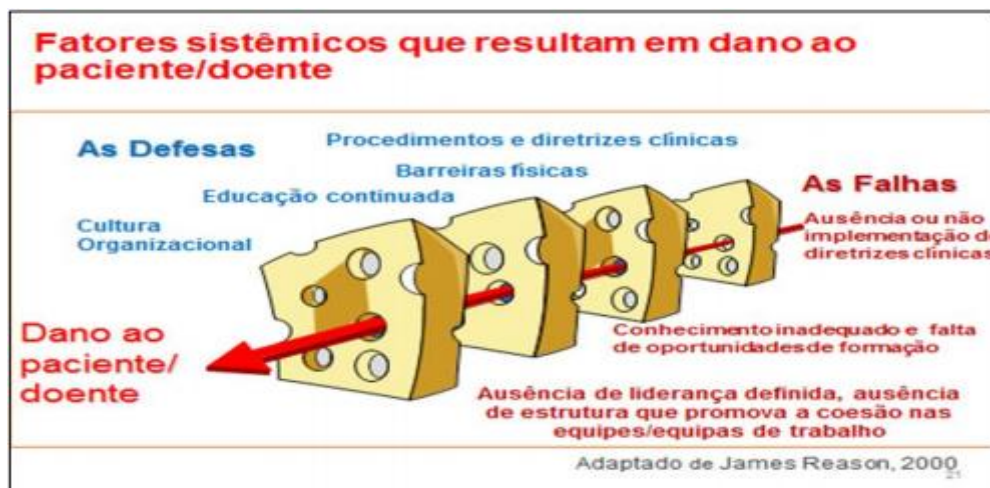 Fatores sistêmicos que resultam em dano ao
paciente/doente
As Defesas
Procedimentos e diretrizes clínicas
Barreiras físicas
Educação continuada
Cultura
Organizacional
As Falhas
Ausência ou não
implementação de
diretrizes clínicas
Dano ao
paciente/
doente
Conhecimento inadequado e falta
de oportunidades de formação
Ausência de liderança definida, ausência
de estrutura que promova a coesão nas
equipes/equipas de trabalho
Adaptado de James Reason, 2000
21